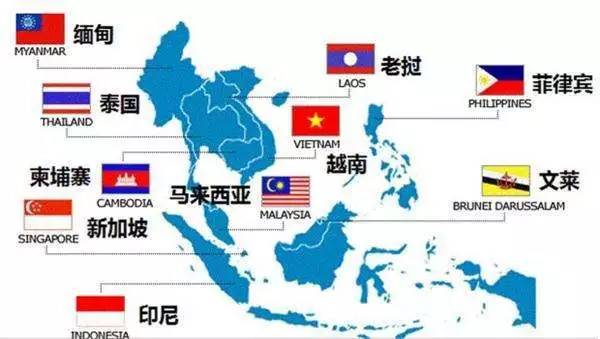 缅甸
MYANMAR
老挝
LAOS
菲律宾
PHILIPPINES
泰国
THAILAND
VIETNAM
越南
柬埔寨
CAMBODIA
马来西亚
MALAYSIA
文莱
BRUNEI DARUSSALAM
新加坡
SINGAPORE
印尼
INDONESIA